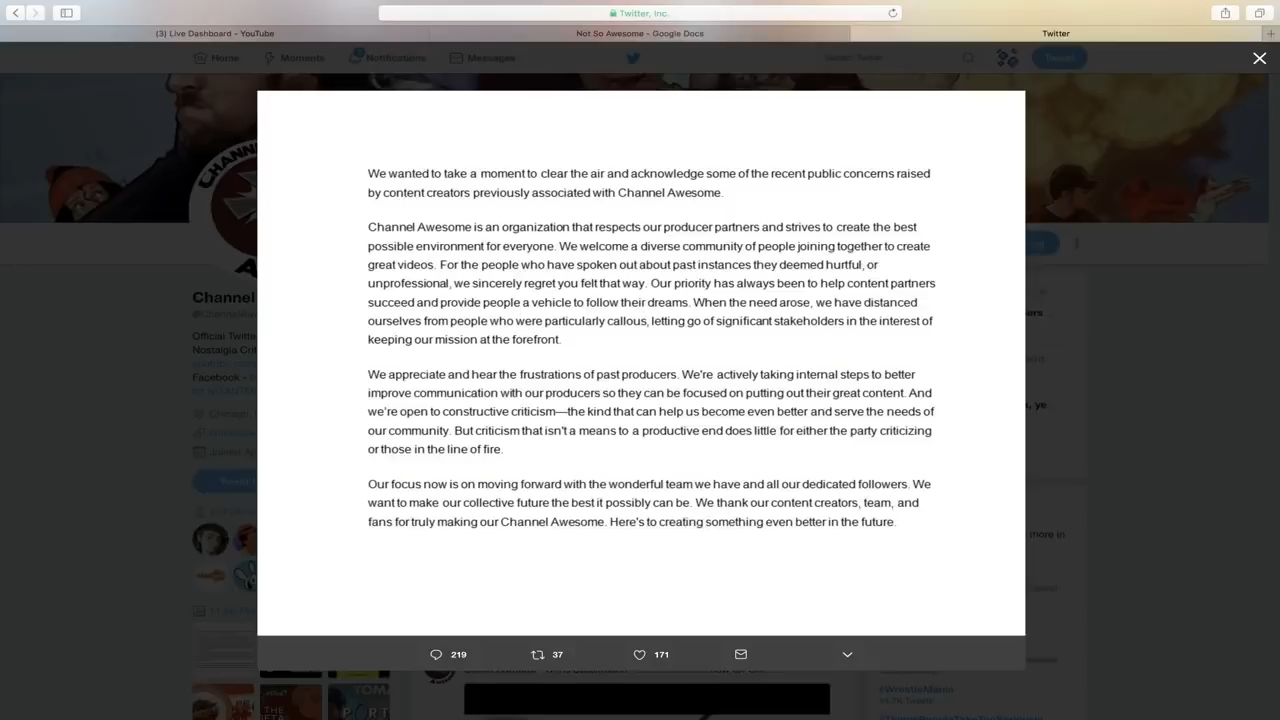 Twitter, Inc.
(3) Live Dashboard - YouTube
Not So Awesome - Google Docs
Twitter
Home
Moments
Notifications
Messages
We wanted to take a moment to clear the air and acknowledge some of the recent public concerns raised
by content creators previously associated with Channel Awesome.
Channel Awesome is an organization that respects our producer partners and strives to create the best
possible environment for everyone. We welcome a diverse community of people joining together to create
great videos. For the people who have spoken out about past instances they deemed hurtful, or
unprofessional, we sincerely regret you felt that way. Our priority has always been to help content partners
succeed and provide people a vehicle to follow their dreams. When the need arose, we have distanced
ourselves from people who were particularly callous, letting go of significant stakeholders in the interest of
keeping our mission at the forefront.
We appreciate and hear the frustrations of past producers. We're actively taking internal steps to better
improve communication with our producers so they can be focused on putting out their great content. And
we're open to constructive criticism—the kind that can help us become even better and serve the needs of
our community. But criticism that isn't a means to a productive end does little for either the party criticizing
or those in the line of fire.
Our focus now is on moving forward with the wonderful team we have and all our dedicated followers. We
want to make our collective future the best it possibly can be. We thank our content creators, team, and
fans for truly making our Channel Awesome. Here's to creating something even better in the future.
219
37
171
Channel
Official Twitte
Nostalgia Crit
Facebook -
Chicago
more in
#WrestleMania